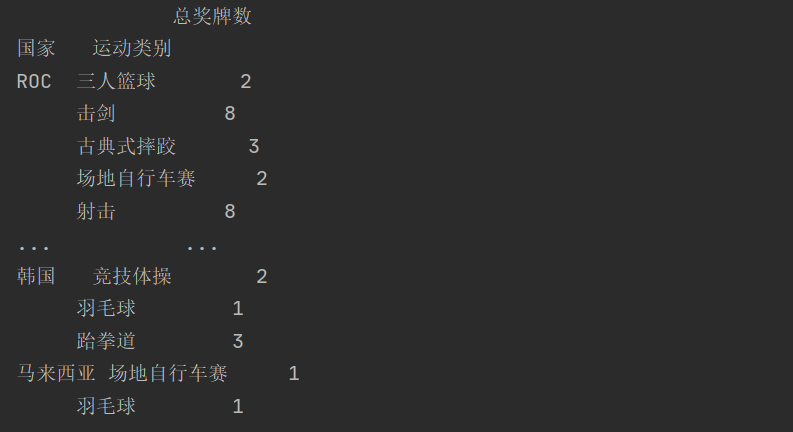 总奖牌数
国家 运动类别
ROC 三人篮球 2
击剑 8
古典式摔跤 3
场地自行车赛 2
射击 8
... ...
韩国 竞技体操 2
羽毛球 1
跆拳道 3
马来西亚 场地自行车赛 1
羽毛球 1